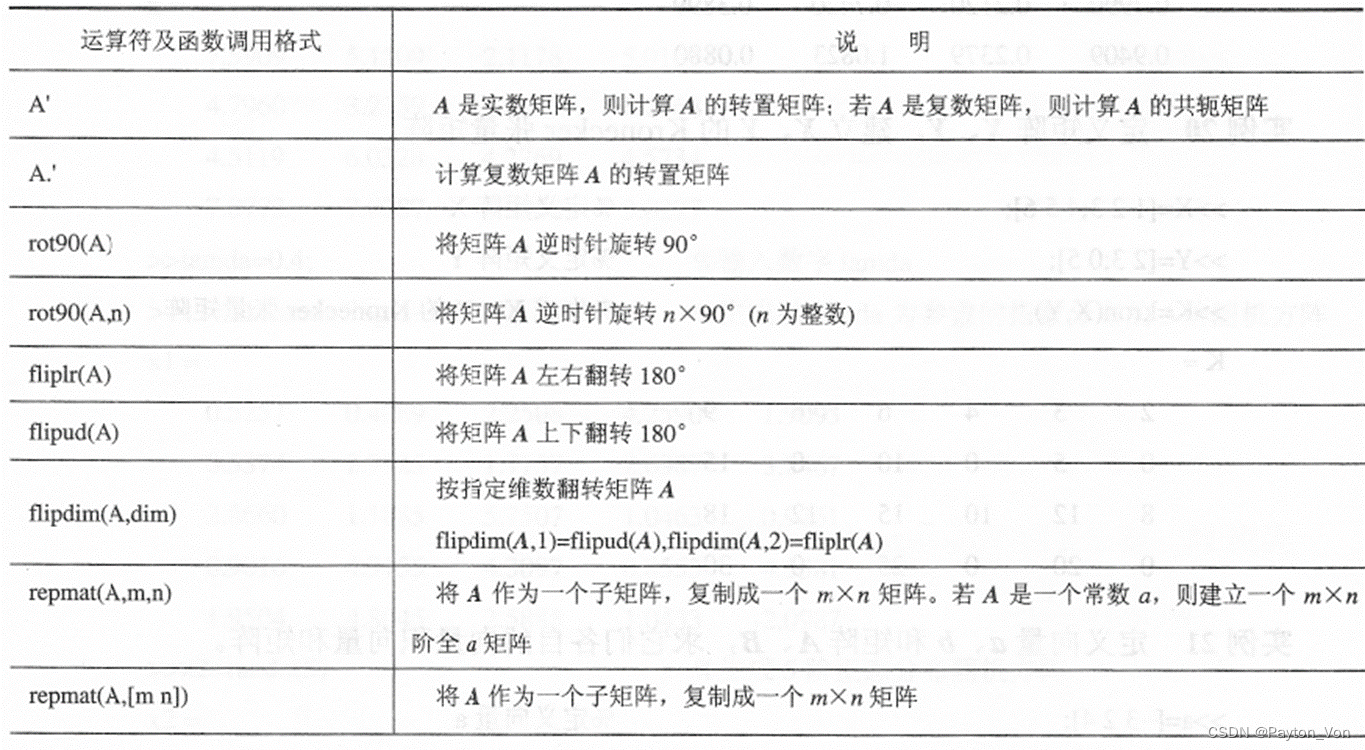 运算符及函数调用格式 说 明
A' A 是实数矩阵，则计算 A 的转置矩阵；若 A 是复数矩阵，则计算 A 的共轭矩阵
A.' 计算复数矩阵 A 的转置矩阵
rot90(A) 将矩阵 A 逆时针旋转 90°
rot90(A,n) 将矩阵 A 逆时针旋转 n×90° (n 为整数)
fliplr(A) 将矩阵 A 左右翻转 180°
flipud(A) 将矩阵 A 上下翻转 180°
按指定维数翻转矩阵 A
flipdim(A,dim)
flipdim(A,1)=flipud(A),flipdim(A,2)=fliplr(A)
repmat(A,m,n) 将 A 作为一个子矩阵，复制成一个 m×n 矩阵。若 A 是一个常数 a，则建立一个 m×n
阶全 a 矩阵
repmat(A,[m n]) 将 A 作为一个子矩阵，复制成一个 m×n 矩阵
CSDN @Payton_Von